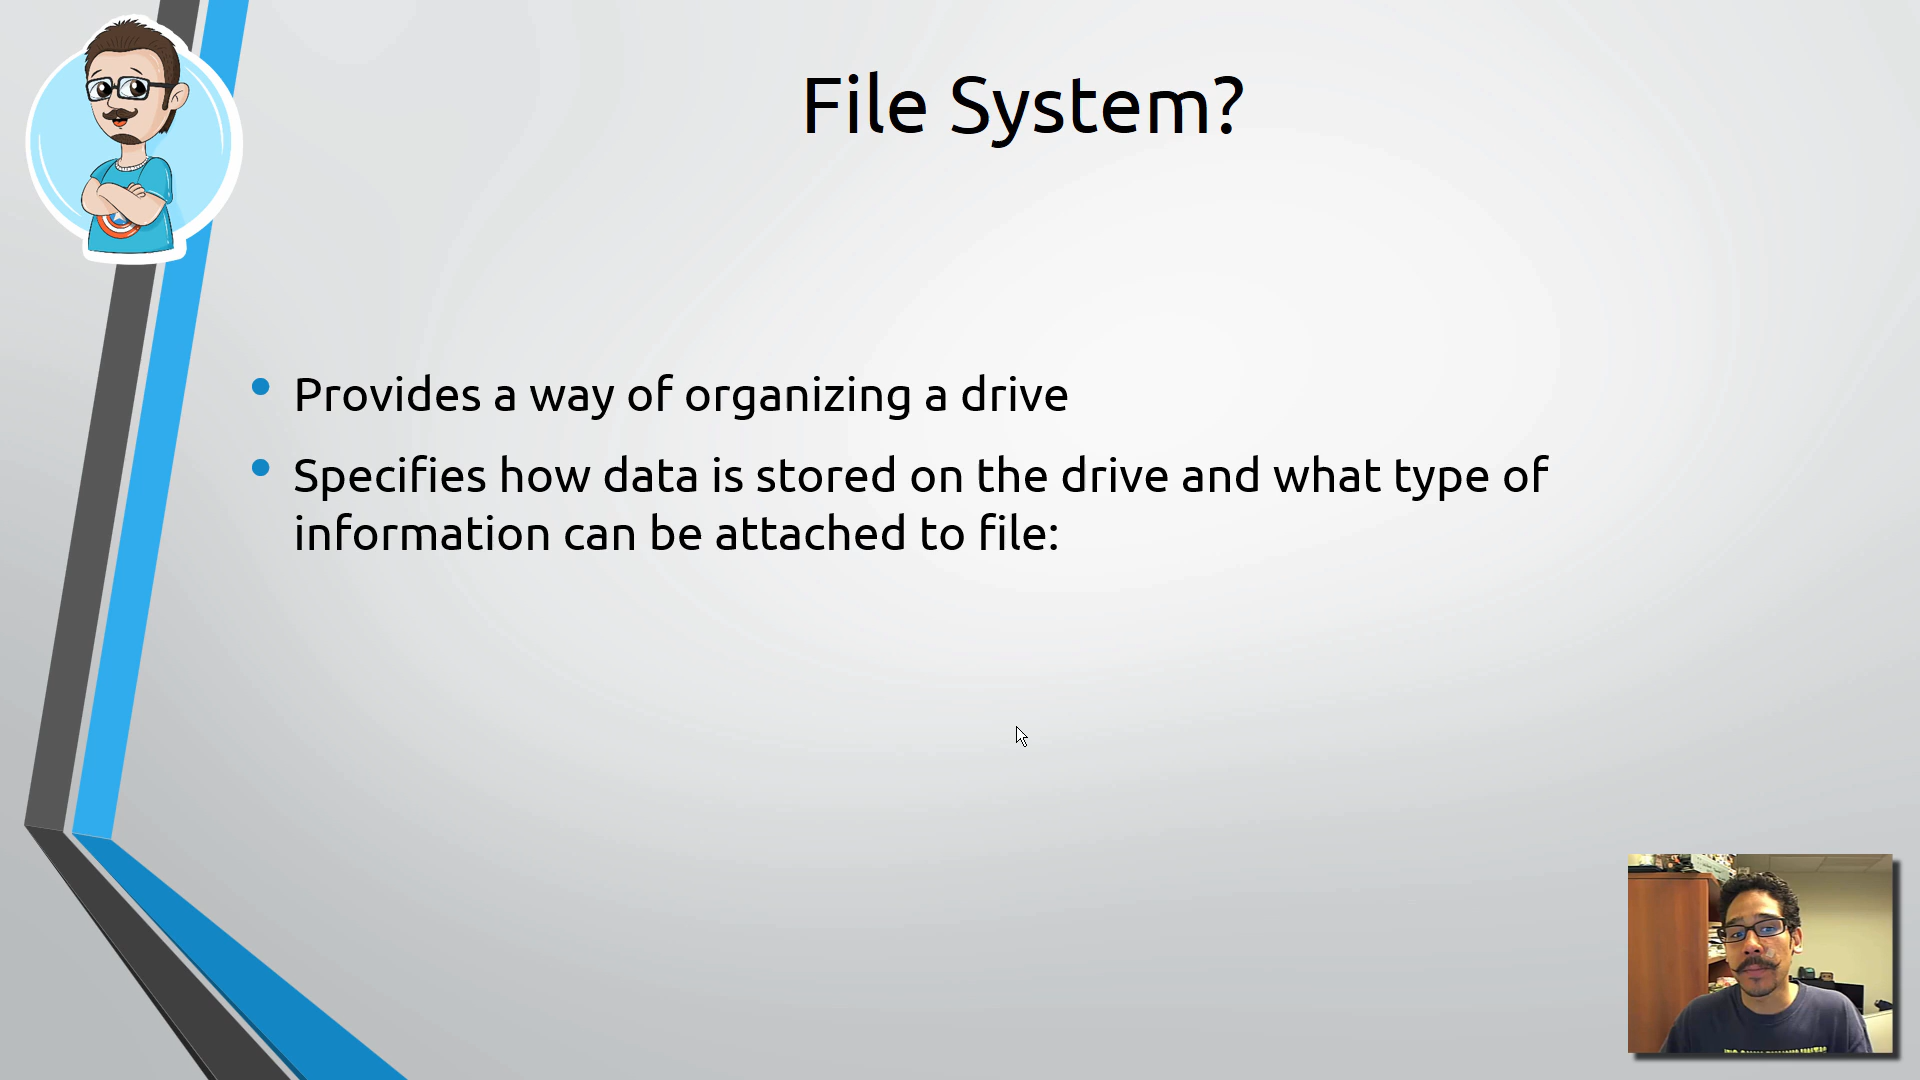 File System?
Provides a way of organizing a drive
Specifies how data is stored on the drive and what type of
information can be attached to file: